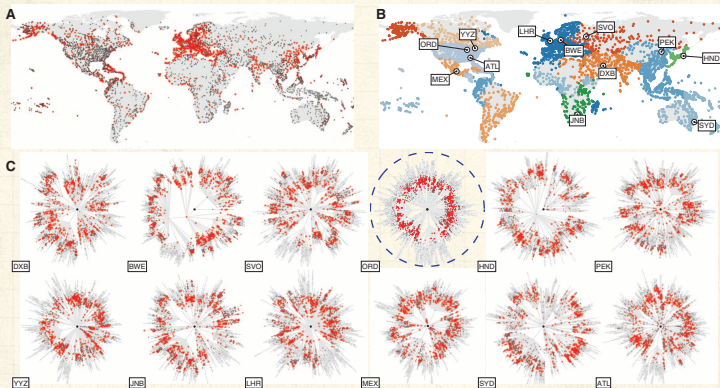 A
B
YYZ
LHR
SVO
ORD
PEK
BWE
HND
ATL
DXB
MEX
JNB
SYD
C
DXB
BWE
SVO
ORD
HND
PEK
YYZ
JNB
LHR
MEX
SYD
ATL